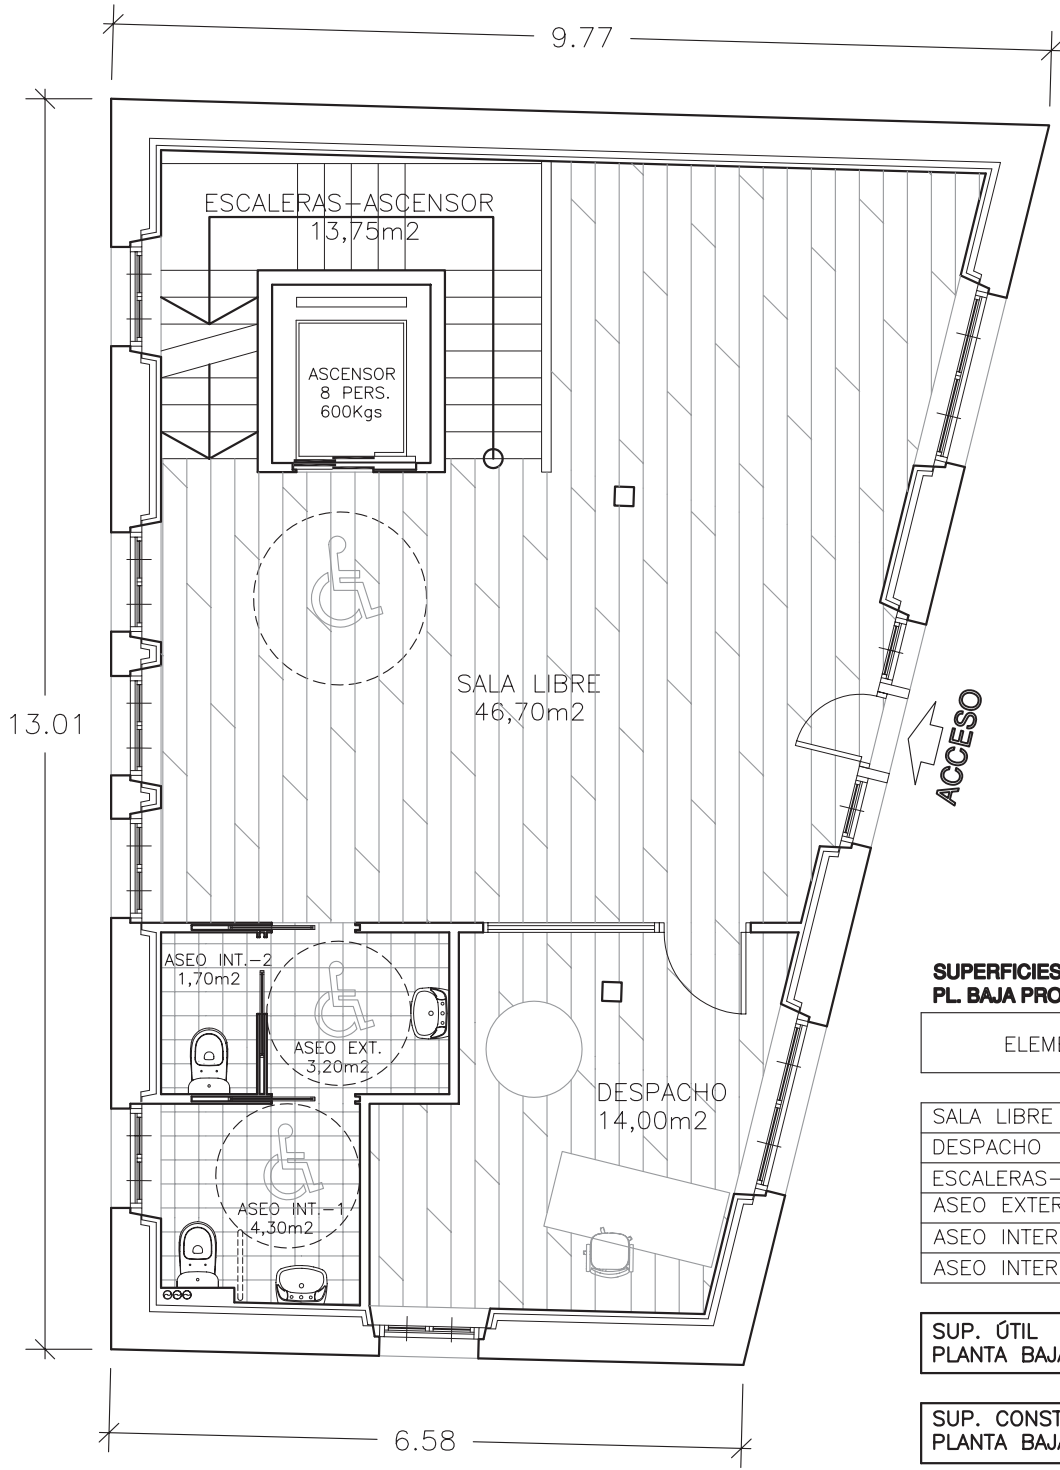 9.77
ESCALERAS-ASCENSOR
13,75m2
ASCENSOR
8 PERS.
600Kgs
SALA LIBRE
46,70m2
13.01
ACCESO
ASEO INT.-2
1,70m2
ASEO EXT.
3,20m2
DESPACHO
14,00m2
ASEO INT.-1
4,30m2
6.58
SUPERFICIES
PL. BAJA PRO
ELEME
SALA LIBRE
DESPACHO
ESCALERAS-
ASEO EXTER
ASEO INTER
ASEO INTER
SUP. ÚTIL
PLANTA BAJA
SUP. CONST
PLANTA BAJA